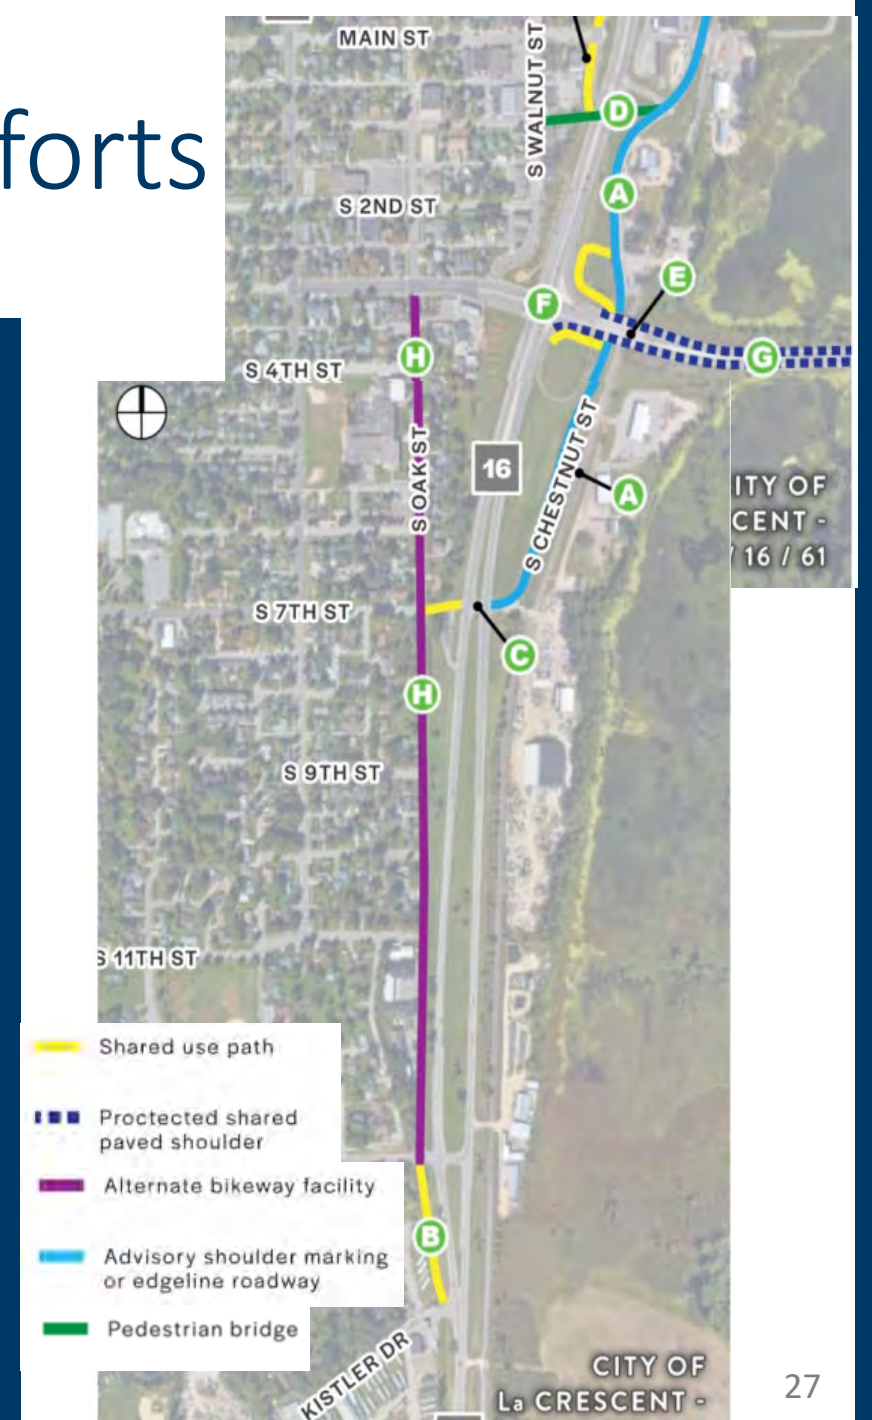 forts
MAIN ST
S WALNUT ST
D
S 2ND ST
A
E
F
H
S 4TH ST
G
S OAK ST
16
S CHESTNUT ST
A
ITY OF
CENT -
/ 16 / 61
S 7TH ST
C
H
S 9TH ST
S 11TH ST
Shared use path
Proctected shared
paved shoulder
Alternate bikeway facility
B
Advisory shoulder marking
or edgeline roadway
Pedestrian bridge
KISTLER DR
CITY OF
La CRESCENT -
27